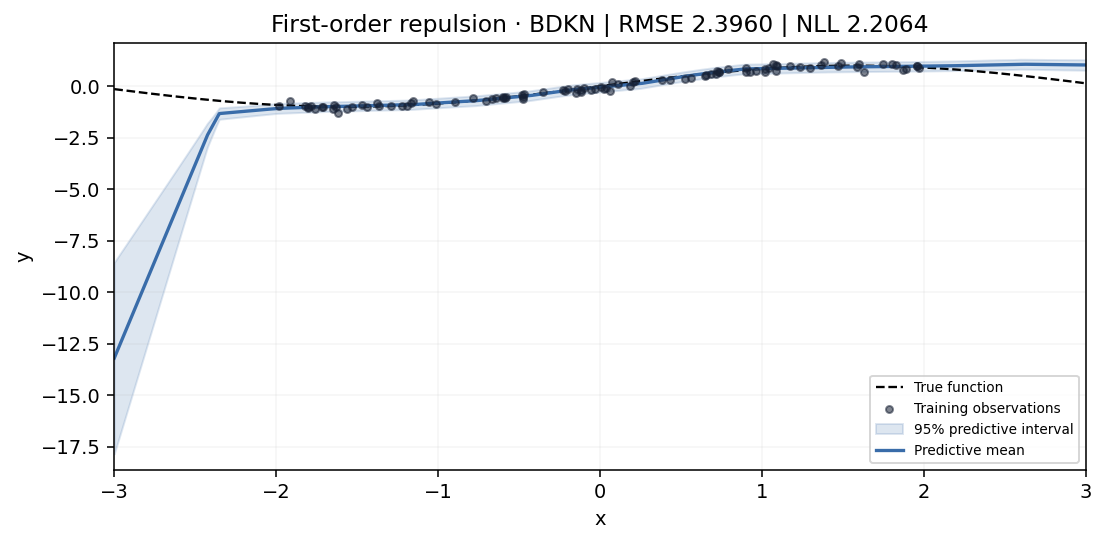 First-order repulsion · BDKN | RMSE 2.3960 | NLL 2.2064
y
0.0
−2.5
−5.0
−7.5
−10.0
−12.5
−15.0
−17.5
True function
Training observations
95% predictive interval
Predictive mean
−3
−2
−1
0
1
2
3
x